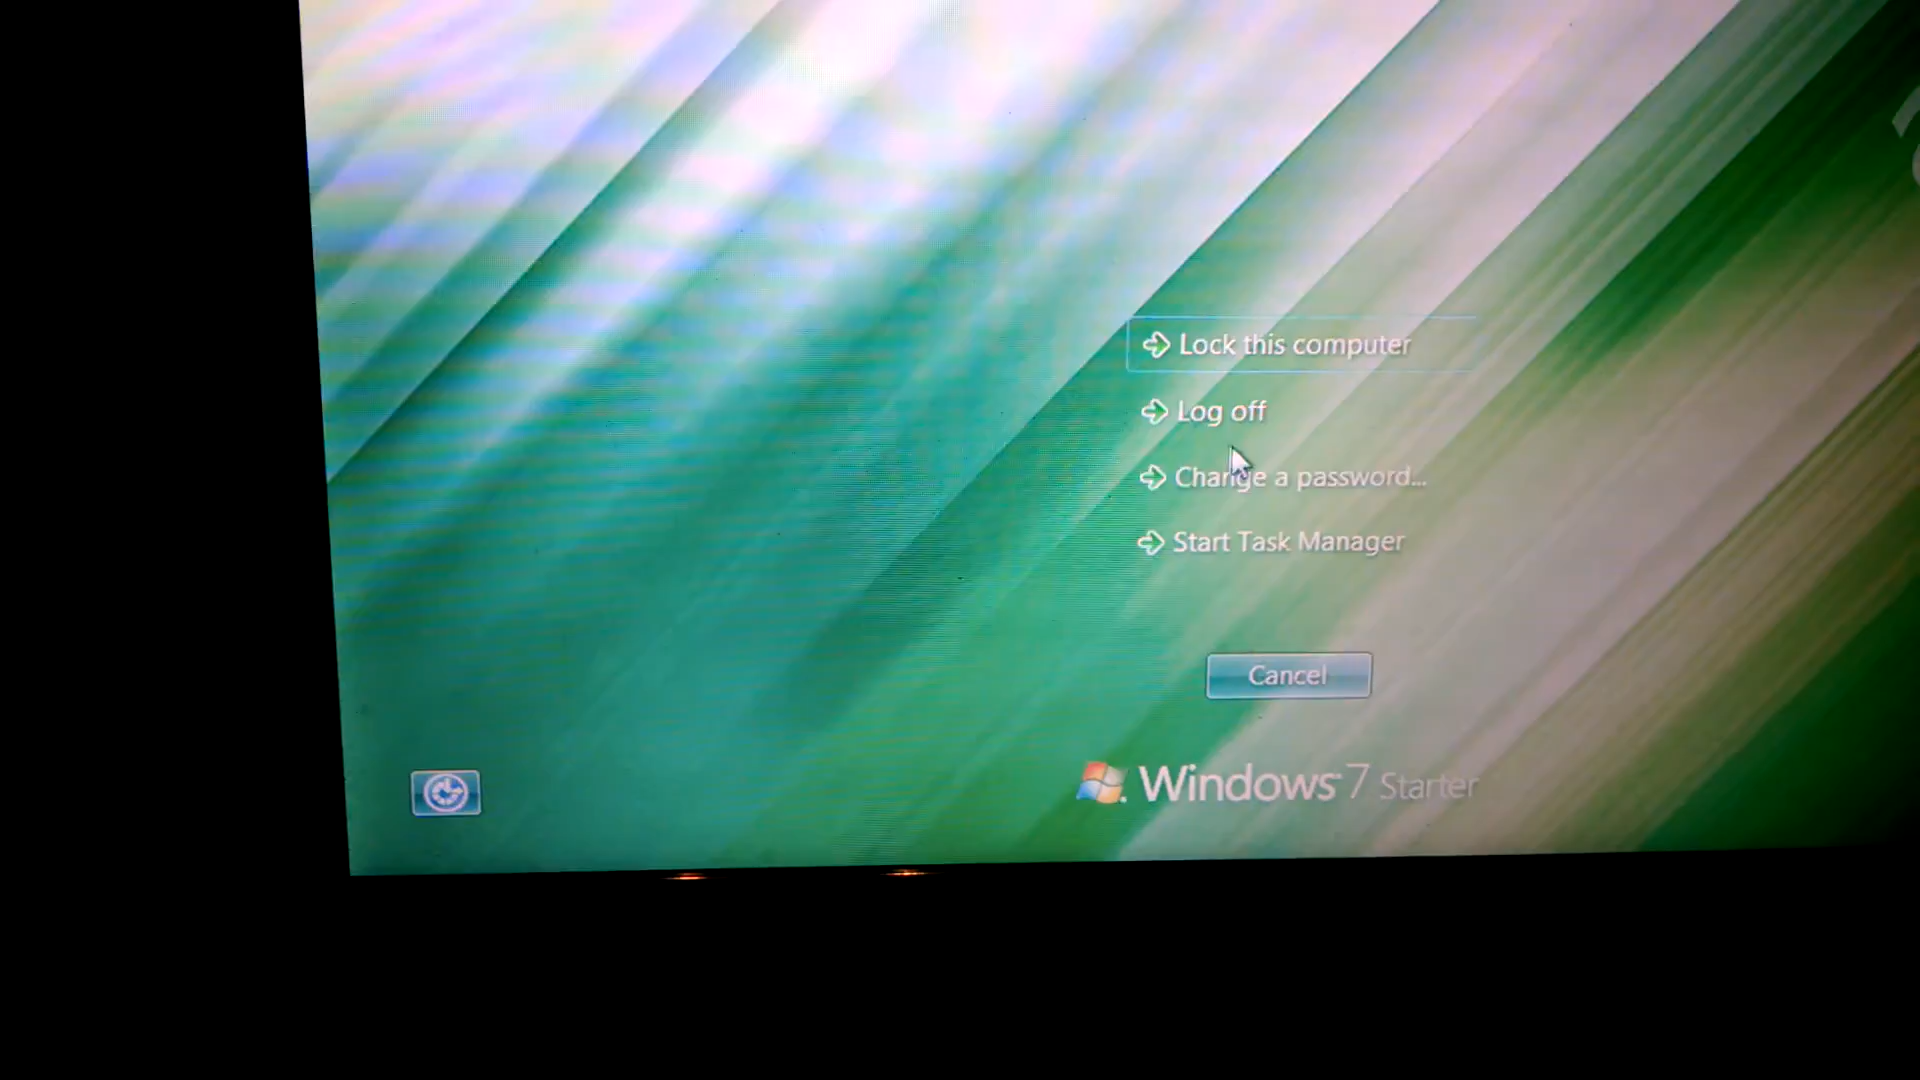 Lock this computer
Log off
Change a password...
Start Task Manager
Cancel
Windows 7 Starter